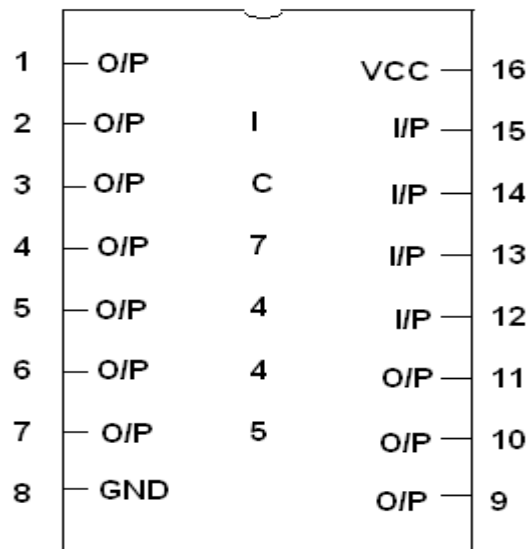 1 O/P VCC 16
2 O/P I I/P 15
3 O/P C I/P 14
4 O/P 7 I/P 13
5 O/P 4 I/P 12
6 O/P 4 O/P 11
7 O/P 5 O/P 10
8 GND O/P 9